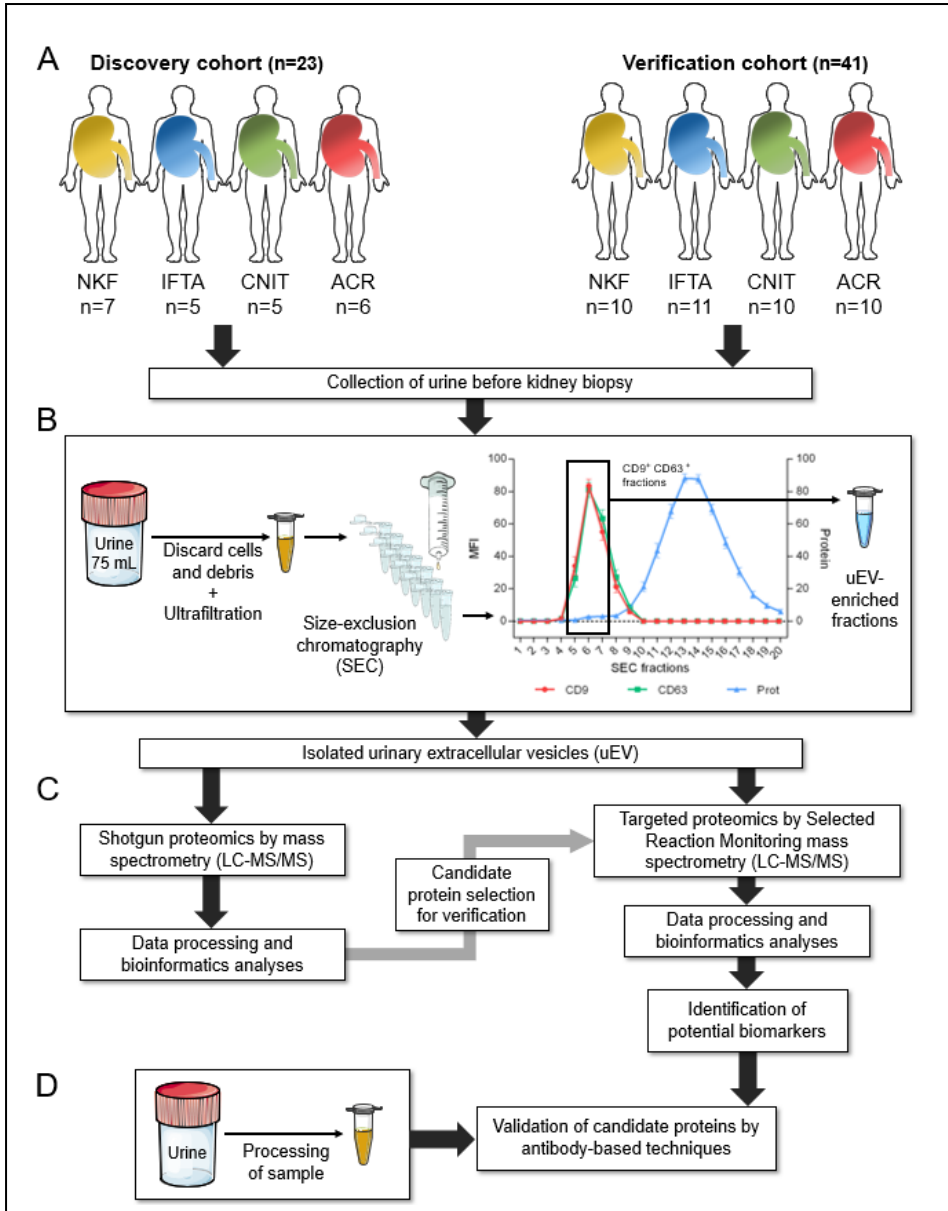 A
Discovery cohort (n=23)
Verification cohort (n=41)
NKF IFTA CNIT ACR
n=7 n=5 n=5 n=6
NKF IFTA CNIT ACR
n=10 n=11 n=10 n=10
Collection of urine before kidney biopsy
B
Urine
75 mL
Discard cells
and debris
+
Ultrafiltration
Size-exclusion
chromatography
(SEC)
MFI
100
80
60
40
20
0
CD9+ CD63+
fractions
100
80
60
40
20
0
Protein
1 2 3 4 5 6 7 8 9 10 11 12 13 14 15 16 17 18 19 20
SEC fractions
CD9 CD63 Prot
uEV-
enriched
fractions
Isolated urinary extracellular vesicles (uEV)
C
Shotgun proteomics by mass
spectrometry (LC-MS/MS)
Data processing and
bioinformatics analyses
Candidate
protein selection
for verification
Targeted proteomics by Selected
Reaction Monitoring mass
spectrometry (LC-MS/MS)
Data processing and
bioinformatics analyses
Identification of
potential biomarkers
D
Urine
Processing
of sample
Validation of candidate proteins by
antibody-based techniques